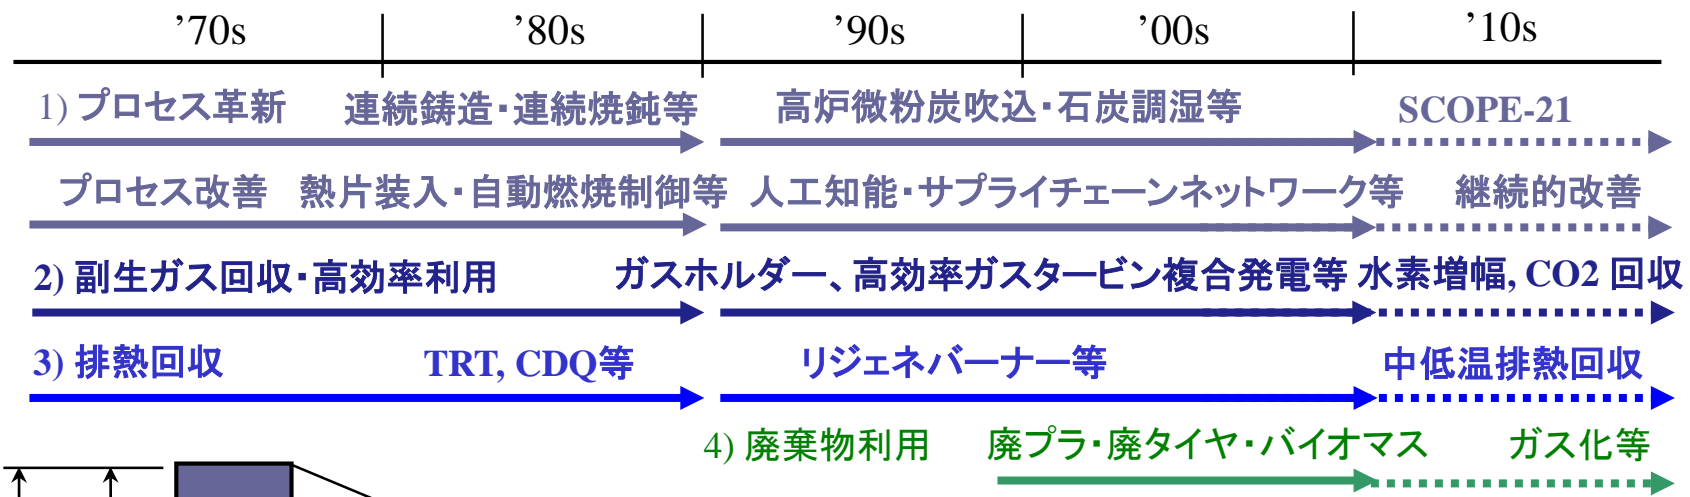 ’70s ’80s ’90s ’00s ’10s
1) プロセス革新 連続鋳造・連続焼鈍等 高炉微粉炭吹込・石炭調湿等 SCOPE-21
プロセス改善 熱片装入・自動燃焼制御等 人工知能・サプライチェーンネットワーク等 継続的改善
2) 副生ガス回収・高効率利用 ガスホルダー、高効率ガスタービン複合発電等 水素増幅, CO2 回収
3) 排熱回収 TRT, CDQ等 リジェネバーナー等 中低温排熱回収
4) 廃棄物利用 廃プラ・廃タイヤ・バイオマス ガス化等